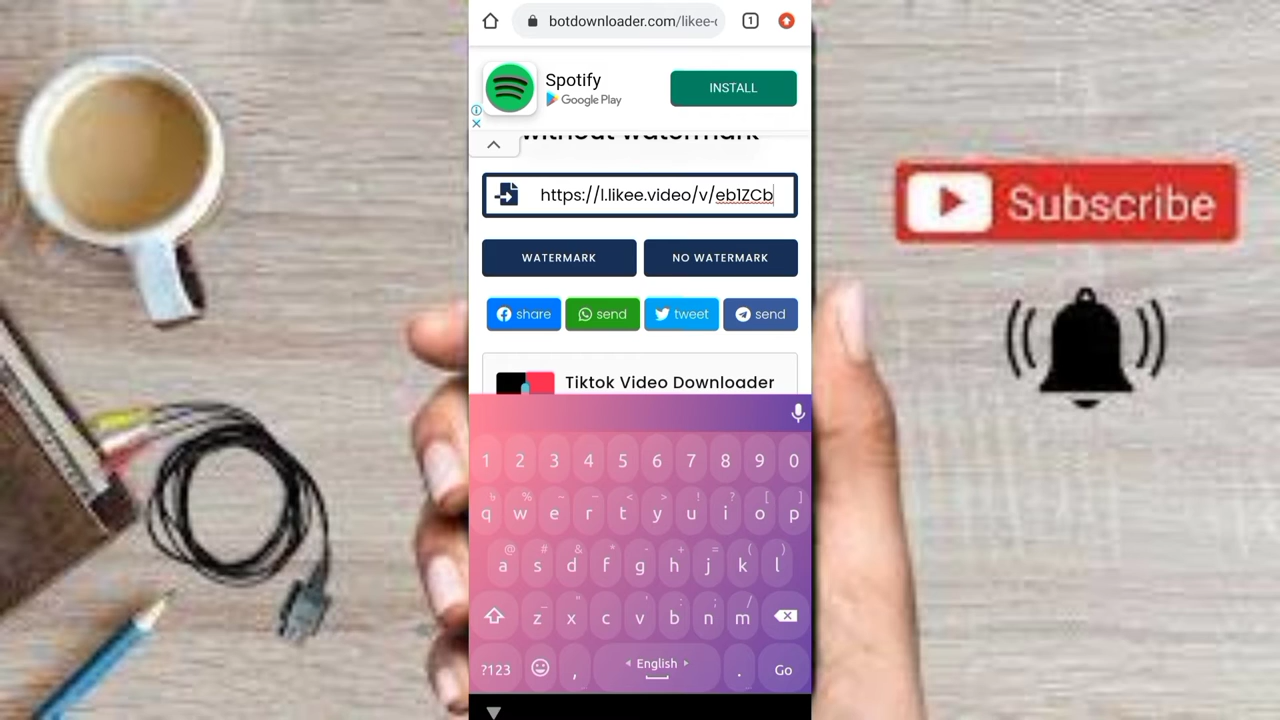 botdownloader.com/likee-
1
Spotify
Google Play
INSTALL
without watermark
https://l.likee.video/v/eb1ZCb
WATERMARK
NO WATERMARK
share
send
tweet
send
Tiktok Video Downloader
Subscribe
1 2 3 4 5 6 7 8 9 0
% ~ < > ! ? [ ]
q w e r t y u i o p
@ # & * - + = ( )
a s d f g h j k l
_ " ' : ; /
z x c v b n m
?123 , English . Go